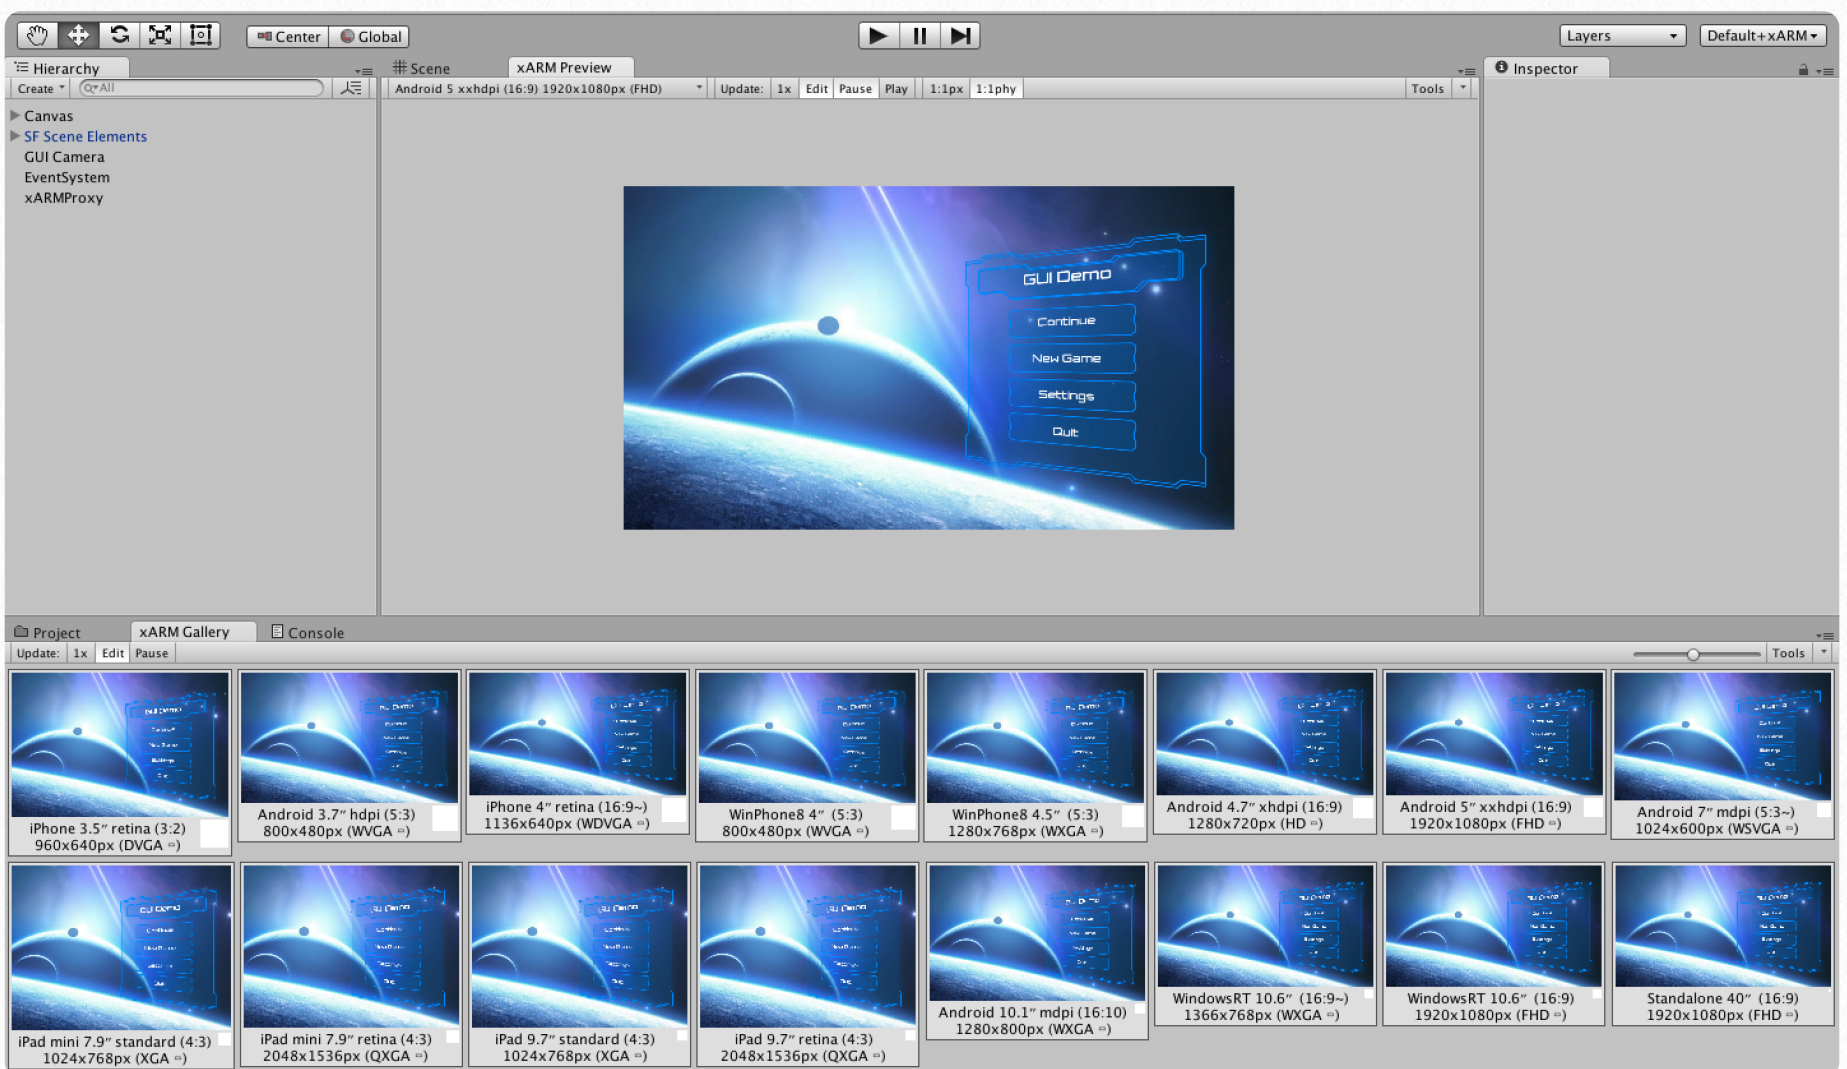 Center Global
Layers
Default+xARM
Hierarchy
Create
All
Canvas
SF Scene Elements
GUI Camera
EventSystem
xARMProxy
Scene
xARM Preview
Android 5 xxhdpi (16:9) 1920x1080px (FHD)
Update: 1x Edit Pause Play 1:1px 1:1phy
Tools
GUI Demo
Continue
New Game
Settings
Quit
Inspector
Project
xARM Gallery
Console
Update: 1x Edit Pause
Tools
iPhone 3.5″ retina (3:2)
960x640px (DVGA )
Android 3.7″ hdpi (5:3)
800x480px (WVGA )
iPhone 4″ retina (16:9~)
1136x640px (WDVGA )
WinPhone8 4″ (5:3)
800x480px (WVGA )
WinPhone8 4.5″ (5:3)
1280x768px (WXGA )
Android 4.7″ xhdpi (16:9)
1280x720px (HD )
Android 5″ xxhdpi (16:9)
1920x1080px (FHD )
Android 7″ mdpi (5:3~)
1024x600px (WSVGA )
iPad mini 7.9″ standard (4:3)
1024x768px (XGA )
iPad mini 7.9″ retina (4:3)
2048x1536px (QXGA )
iPad 9.7″ standard (4:3)
1024x768px (XGA )
iPad 9.7″ retina (4:3)
2048x1536px (QXGA )
Android 10.1″ mdpi (16:10)
1280x800px (WXGA )
WindowsRT 10.6″ (16:9~)
1366x768px (WXGA )
WindowsRT 10.6″ (16:9)
1920x1080px (FHD )
Standalone 40″ (16:9)
1920x1080px (FHD )